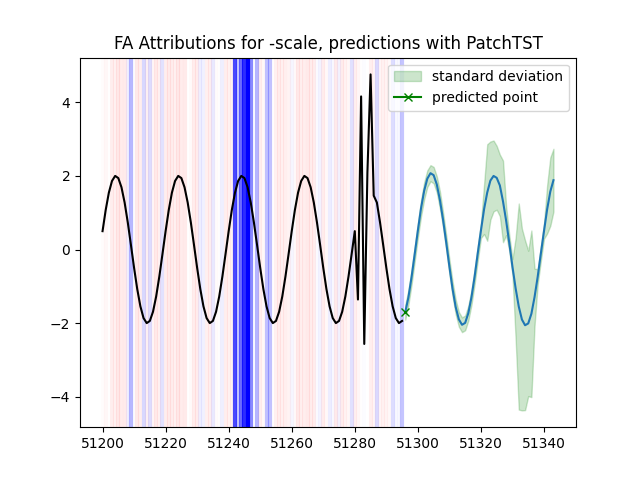 FA Attributions for -scale, predictions with PatchTST
standard deviation
predicted point
4
2
0
−2
−4
51200 51220 51240 51260 51280 51300 51320 51340